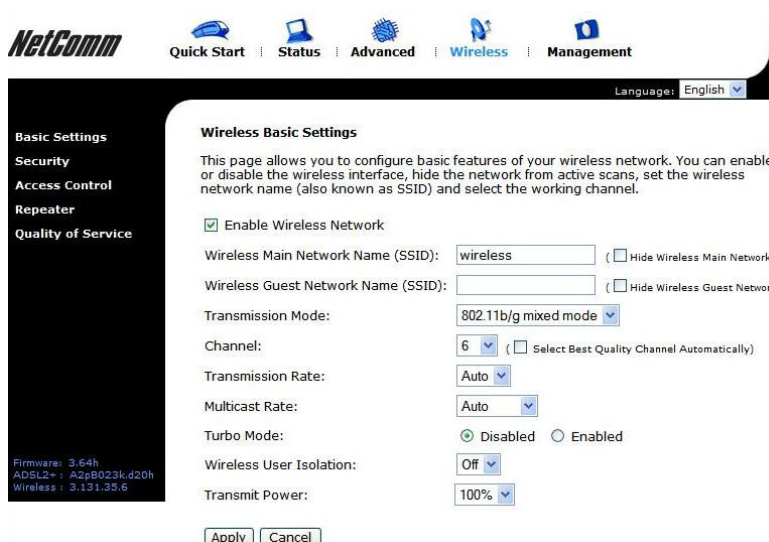 NetComm
Quick Start | Status | Advanced | Wireless | Management
Language: English
Basic Settings
Security
Access Control
Repeater
Quality of Service
Wireless Basic Settings
This page allows you to configure basic features of your wireless network. You can enable
or disable the wireless interface, hide the network from active scans, set the wireless
network name (also known as SSID) and select the working channel.
Enable Wireless Network
Wireless Main Network Name (SSID): wireless ( Hide Wireless Main Network
Wireless Guest Network Name (SSID): ( Hide Wireless Guest Networ
Transmission Mode: 802.11b/g mixed mode
Channel: 6 ( Select Best Quality Channel Automatically)
Transmission Rate: Auto
Multicast Rate: Auto
Turbo Mode: Disabled Enabled
Wireless User Isolation: Off
Transmit Power: 100%
Apply Cancel
Firmware: 3.64h
ADSL2+ : A2pB023k.d20h
Wireless : 3.131.35.6